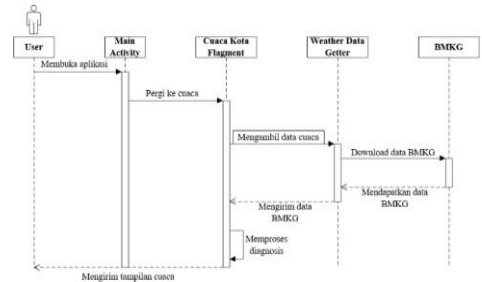 User
Main
Activity
Cuaca Kota
Flagment
Weather Data
Getter
BMKG
Membuka aplikasi
Pergi ke cuaca
Mengambil data cuaca
Download data BMKG
Mendapatkan data
BMKG
Mengirim data
BMKG
Memproses
diagnosis
Mengirim tampilan cuaca